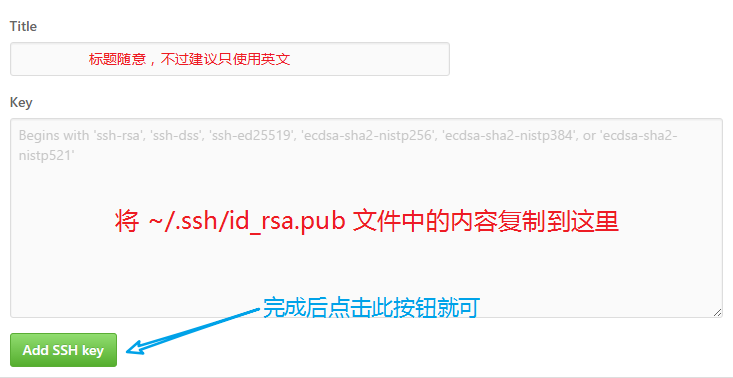 Title
标题随意，不过建议只使用英文
Key
Begins with 'ssh-rsa', 'ssh-dss', 'ssh-ed25519', 'ecdsa-sha2-nistp256', 'ecdsa-sha2-nistp384', or 'ecdsa-sha2-
nistp521'
将 ~/.ssh/id_rsa.pub 文件中的内容复制到这里
完成后点击此按钮就可
Add SSH key